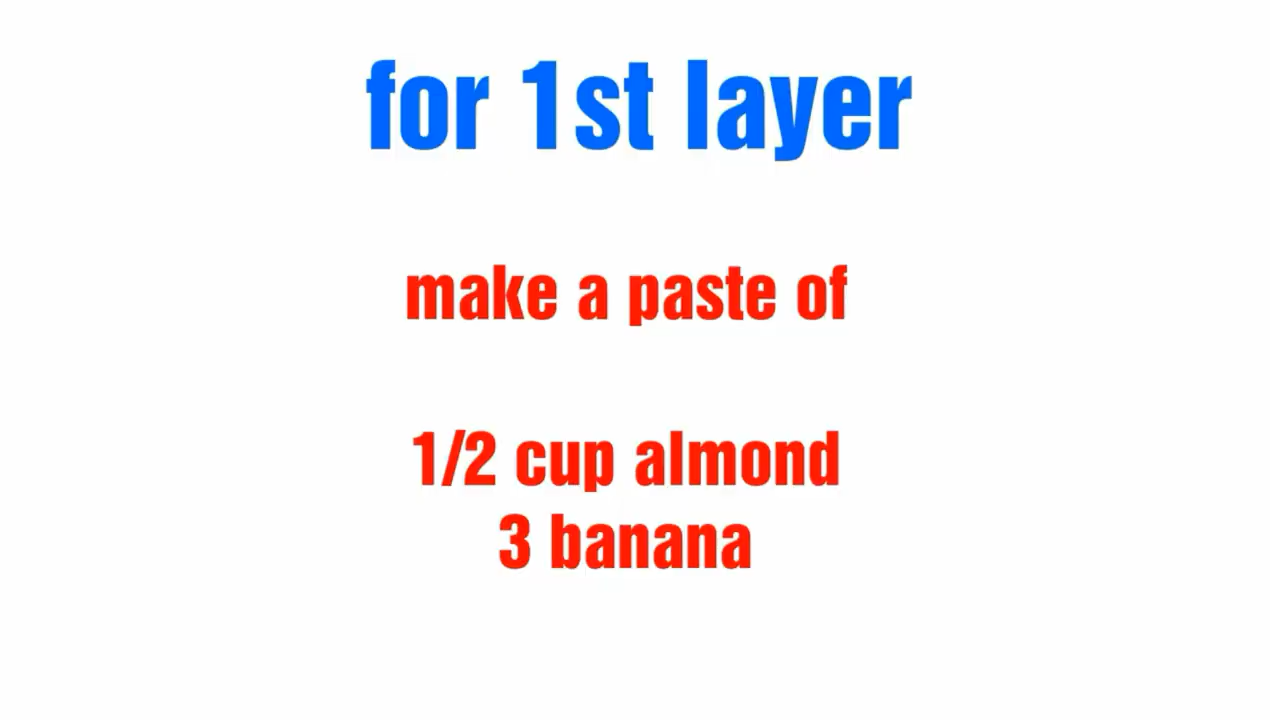 for 1st layer
make a paste of
1/2 cup almond
3 banana